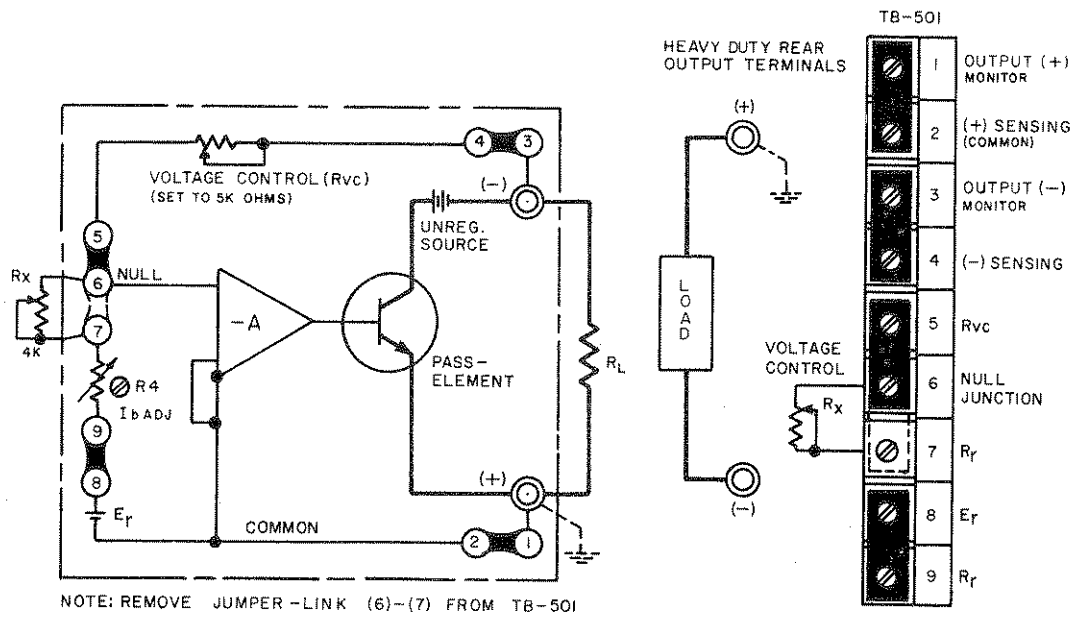 TB-501
HEAVY DUTY REAR
OUTPUT TERMINALS
1 OUTPUT (+)
MONITOR
2 (+) SENSING
(COMMON)
3 OUTPUT (-)
MONITOR
4 (-) SENSING
5 Rvc
6 NULL
JUNCTION
7 Rr
8 Er
9 Rr
(+)
LOAD
(-)
VOLTAGE
CONTROL
Rx
4 3
VOLTAGE CONTROL (Rvc)
(SET TO 5K OHMS)
(-)
UNREG.
SOURCE
5
Rx
6 NULL
7
4K
-A
PASS-
ELEMENT
RL
R4
Ib ADJ
9
8
Er
(+)
COMMON
2 1
NOTE: REMOVE JUMPER-LINK (6)-(7) FROM TB-501